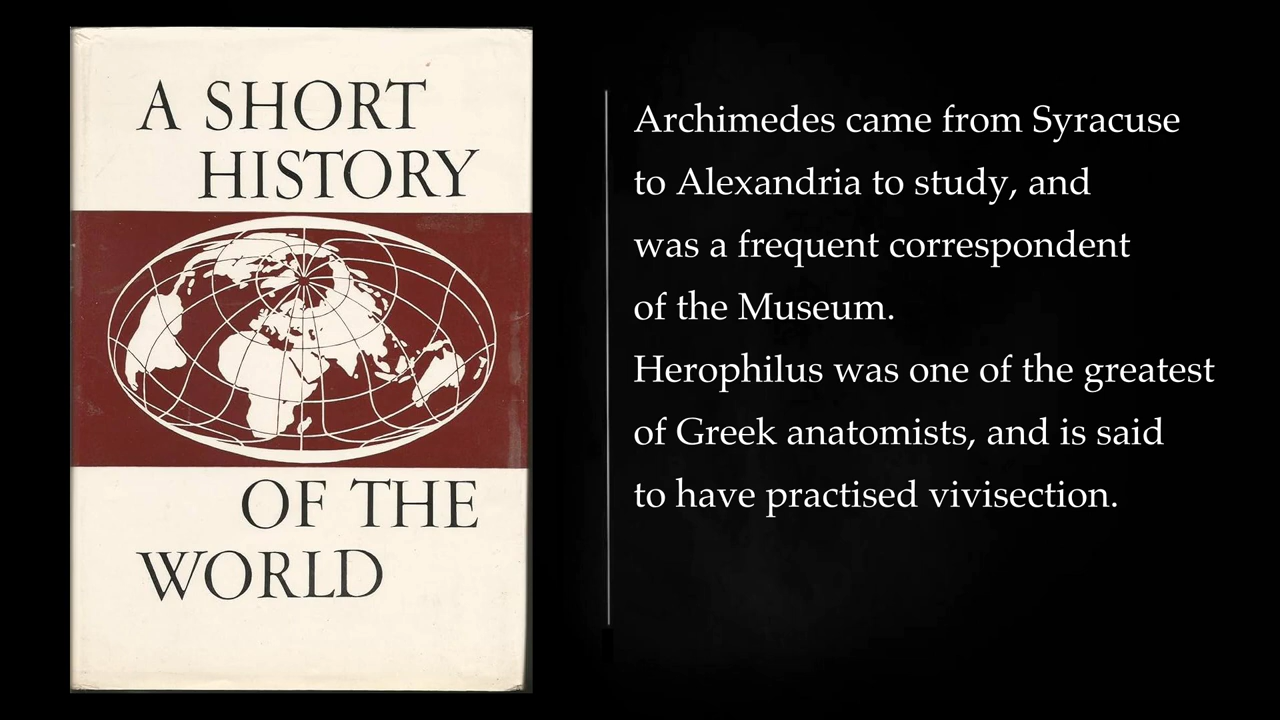 A SHORT
HISTORY
OF THE
WORLD
Archimedes came from Syracuse
to Alexandria to study, and
was a frequent correspondent
of the Museum.
Herophilus was one of the greatest
of Greek anatomists, and is said
to have practised vivisection.